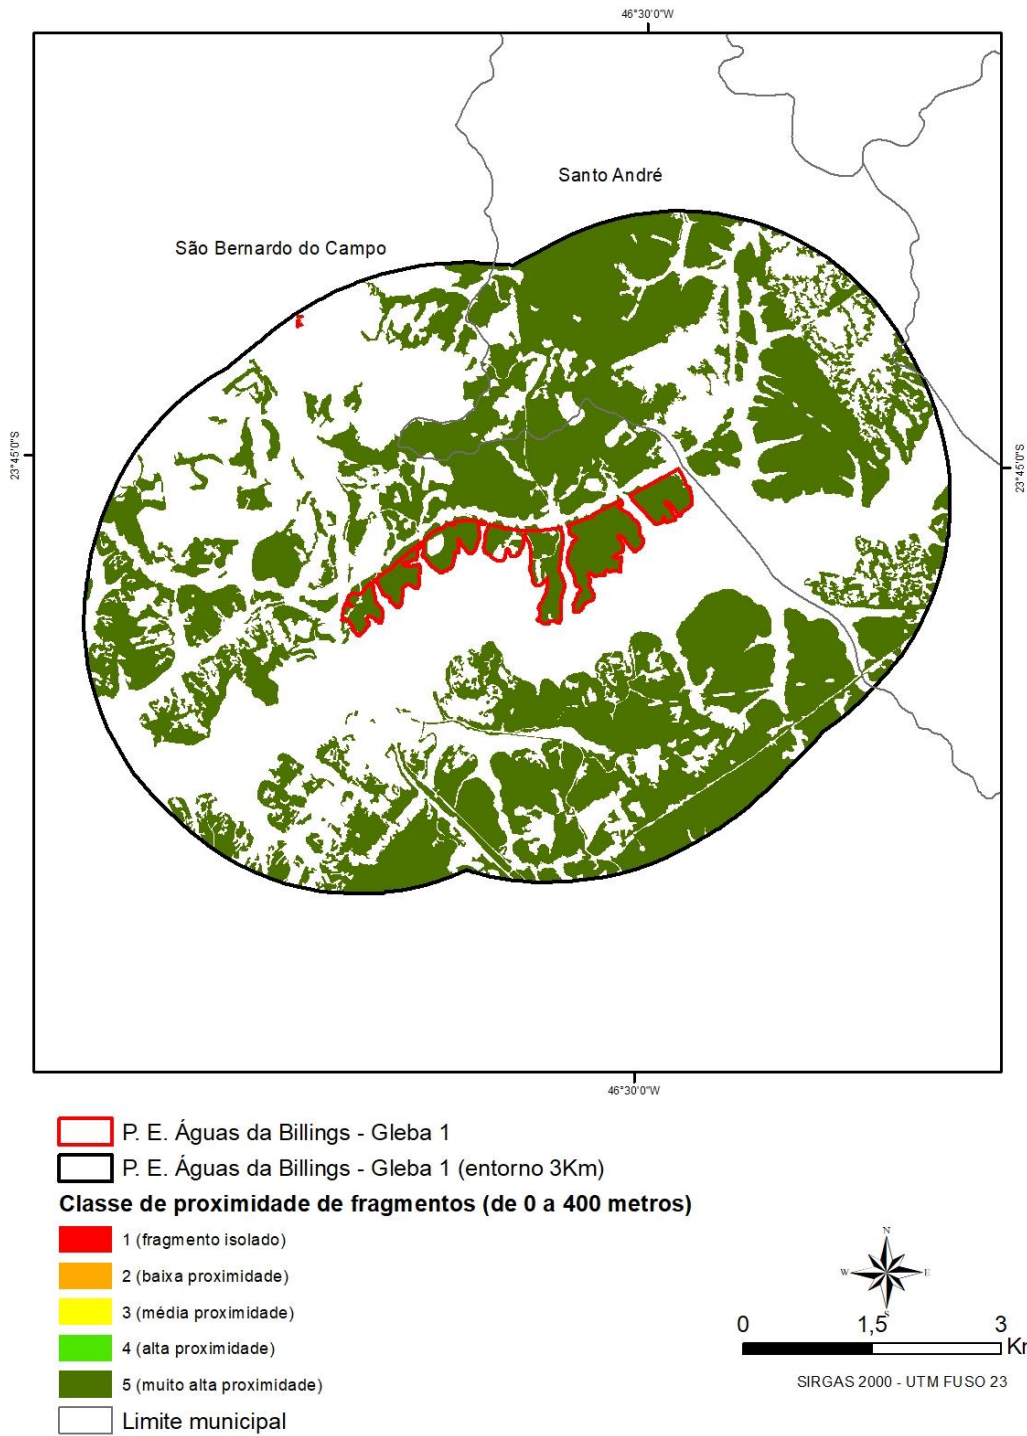 46°30'0"W
Santo André
São Bernardo do Campo
23°45'0"S
23°45'0"S
46°30'0"W
P. E. Águas da Billings - Gleba 1
P. E. Águas da Billings - Gleba 1 (entorno 3Km)
Classe de proximidade de fragmentos (de 0 a 400 metros)
1 (fragmento isolado)
2 (baixa proximidade)
3 (média proximidade)
4 (alta proximidade)
5 (muito alta proximidade)
Limite municipal
N
W E
S
0 1,5 3
Km
SIRGAS 2000 - UTM FUSO 23